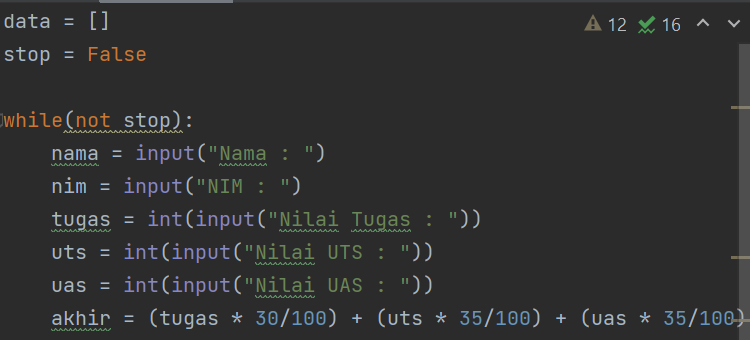 data = []
12 16
stop = False
while(not stop):
    nama = input("Nama : ")
    nim = input("NIM : ")
    tugas = int(input("Nilai Tugas : "))
    uts = int(input("Nilai UTS : "))
    uas = int(input("Nilai UAS : "))
    akhir = (tugas * 30/100) + (uts * 35/100) + (uas * 35/100)